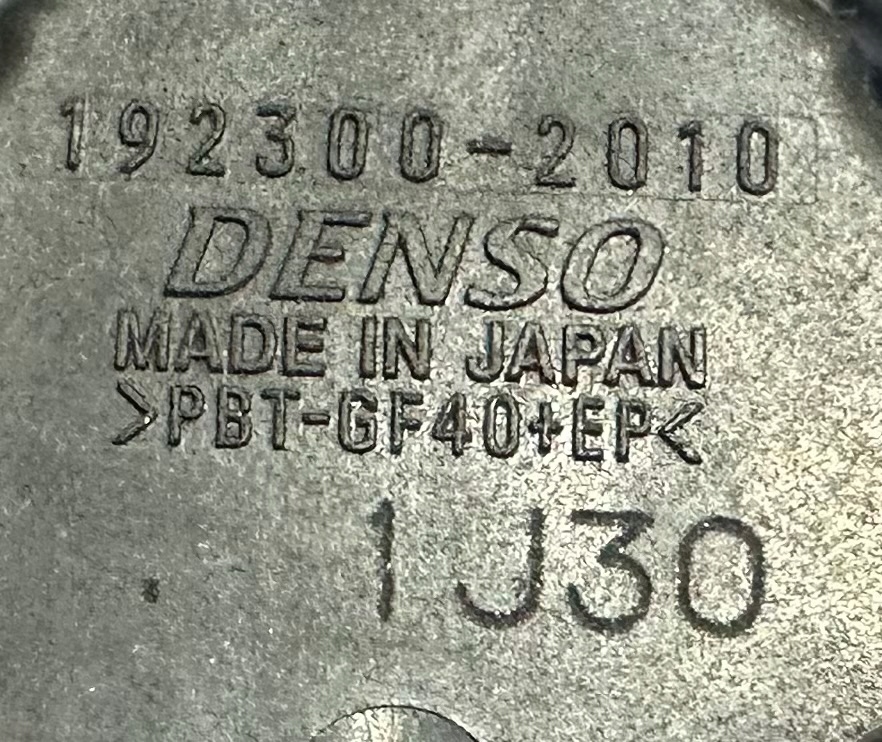 192300-2010
DENSO
MADE IN JAPAN
>PBT-GF40+EP<
1J30